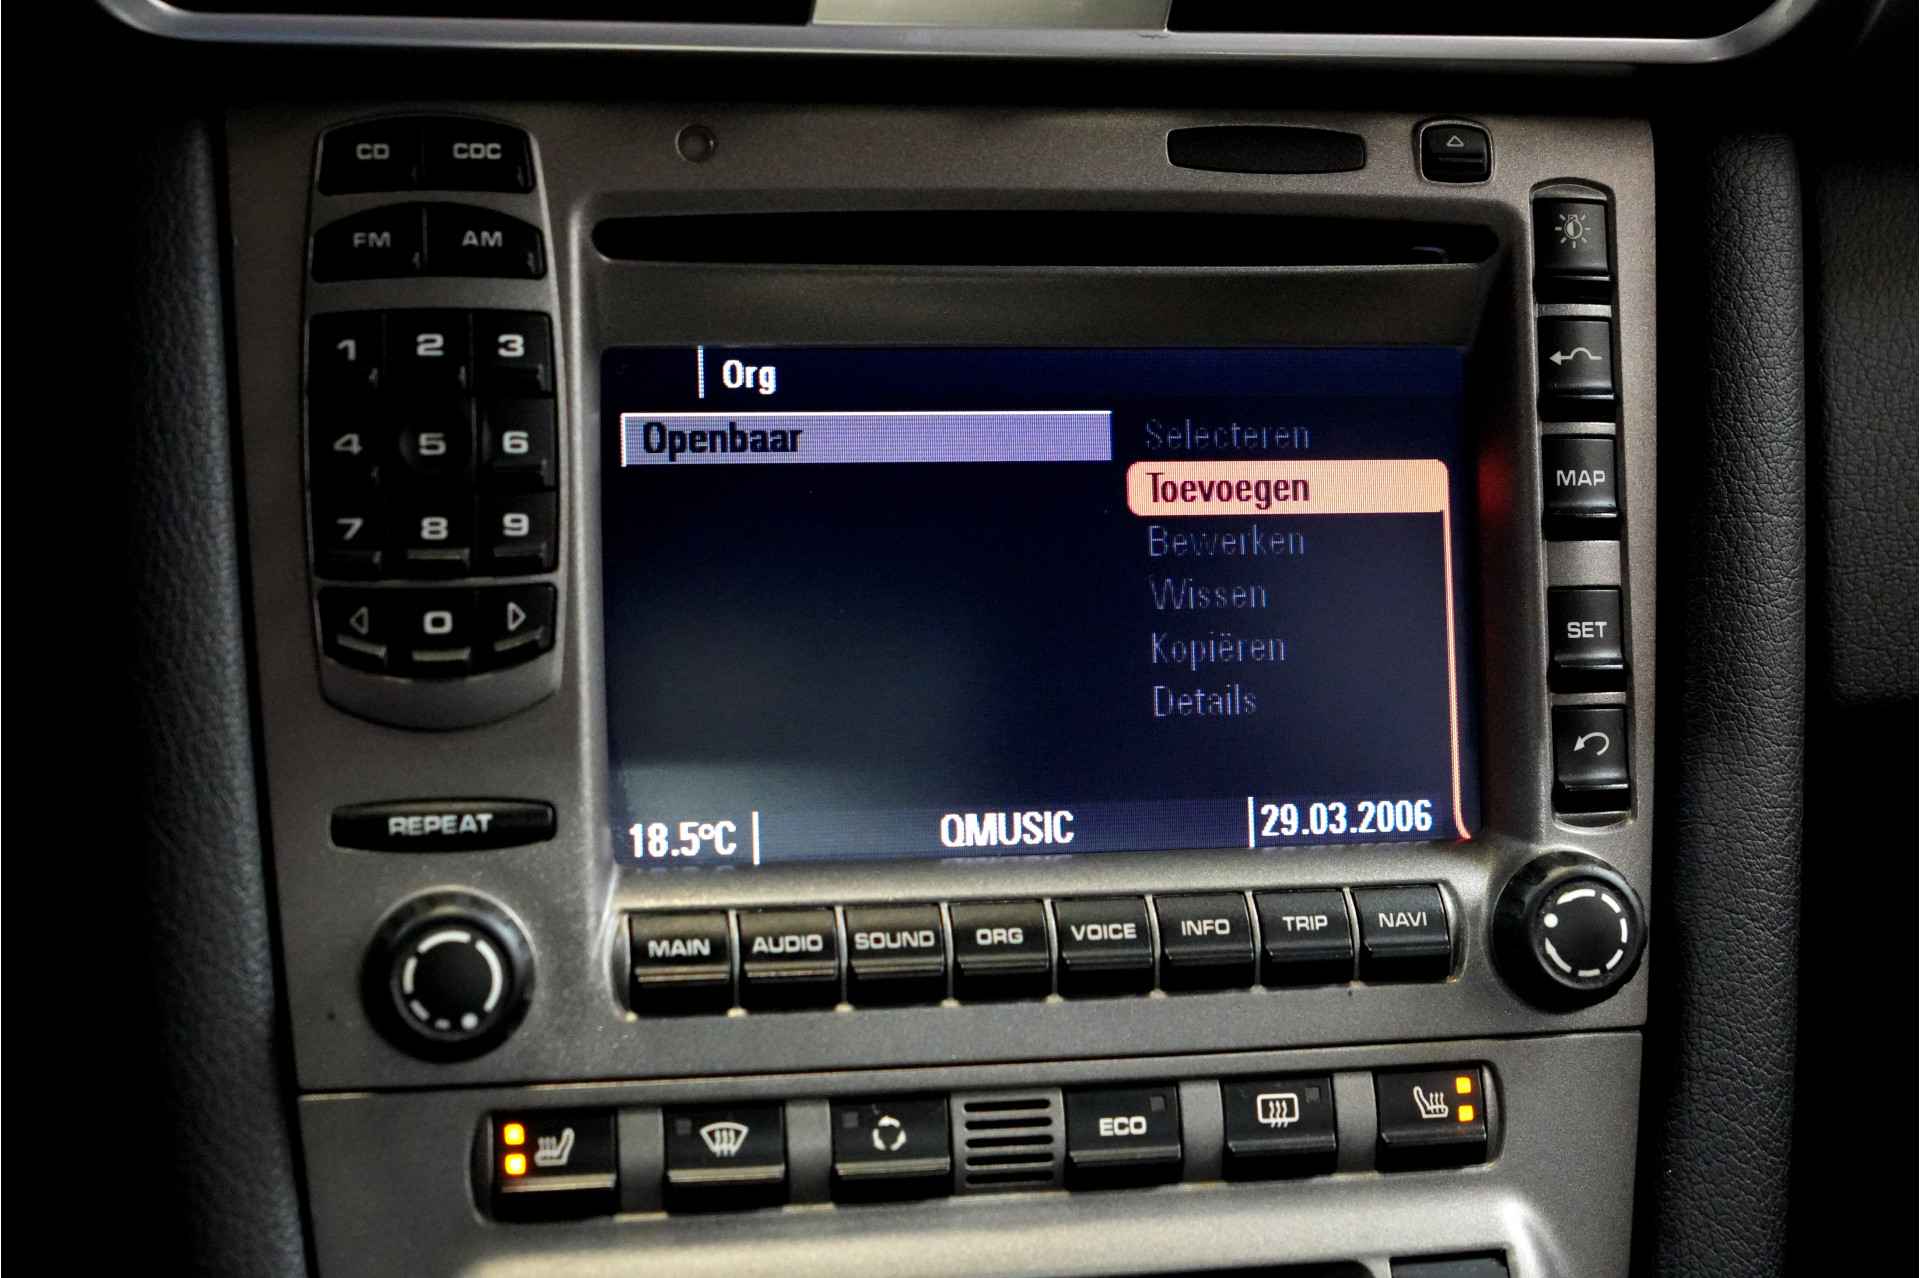 CD CDC
FM AM
1 2 3
4 5 6
7 8 9
0
REPEAT
Org
Openbaar
Selecteren
Toevoegen
Bewerken
Wissen
Kopiëren
Details
18.5°C QMUSIC 29.03.2006
MAP
SET
MAIN AUDIO SOUND ORG VOICE INFO TRIP NAVI
ECO